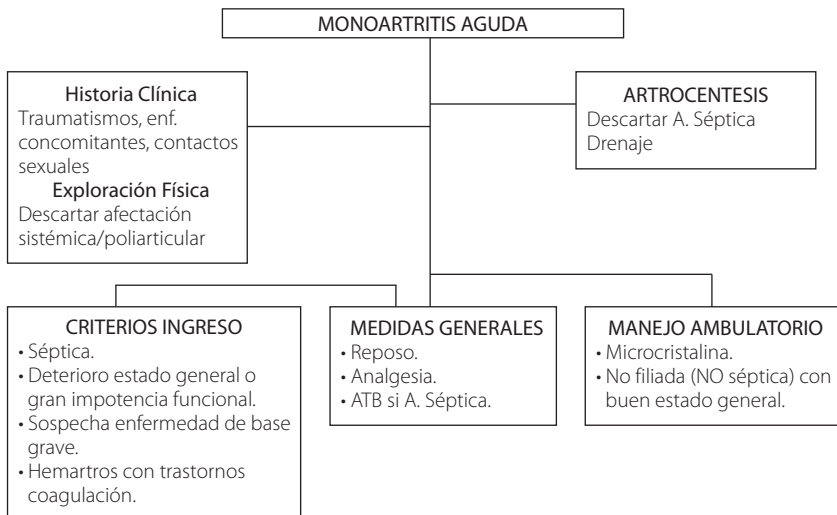 MONOARTRITIS AGUDA
Historia Clínica
Traumatismos, enf.
concomitantes, contactos
sexuales
Exploración Física
Descartar afectación
sistémica/poliarticular
ARTROCENTESIS
Descartar A. Séptica
Drenaje
CRITERIOS INGRESO
• Séptica.
• Deterioro estado general o
gran impotencia funcional.
• Sospecha enfermedad de base
grave.
• Hemartros con trastornos
coagulación.
MEDIDAS GENERALES
• Reposo.
• Analgesia.
• ATB si A. Séptica.
MANEJO AMBULATORIO
• Microcristalina.
• No filiada (NO séptica) con
buen estado general.